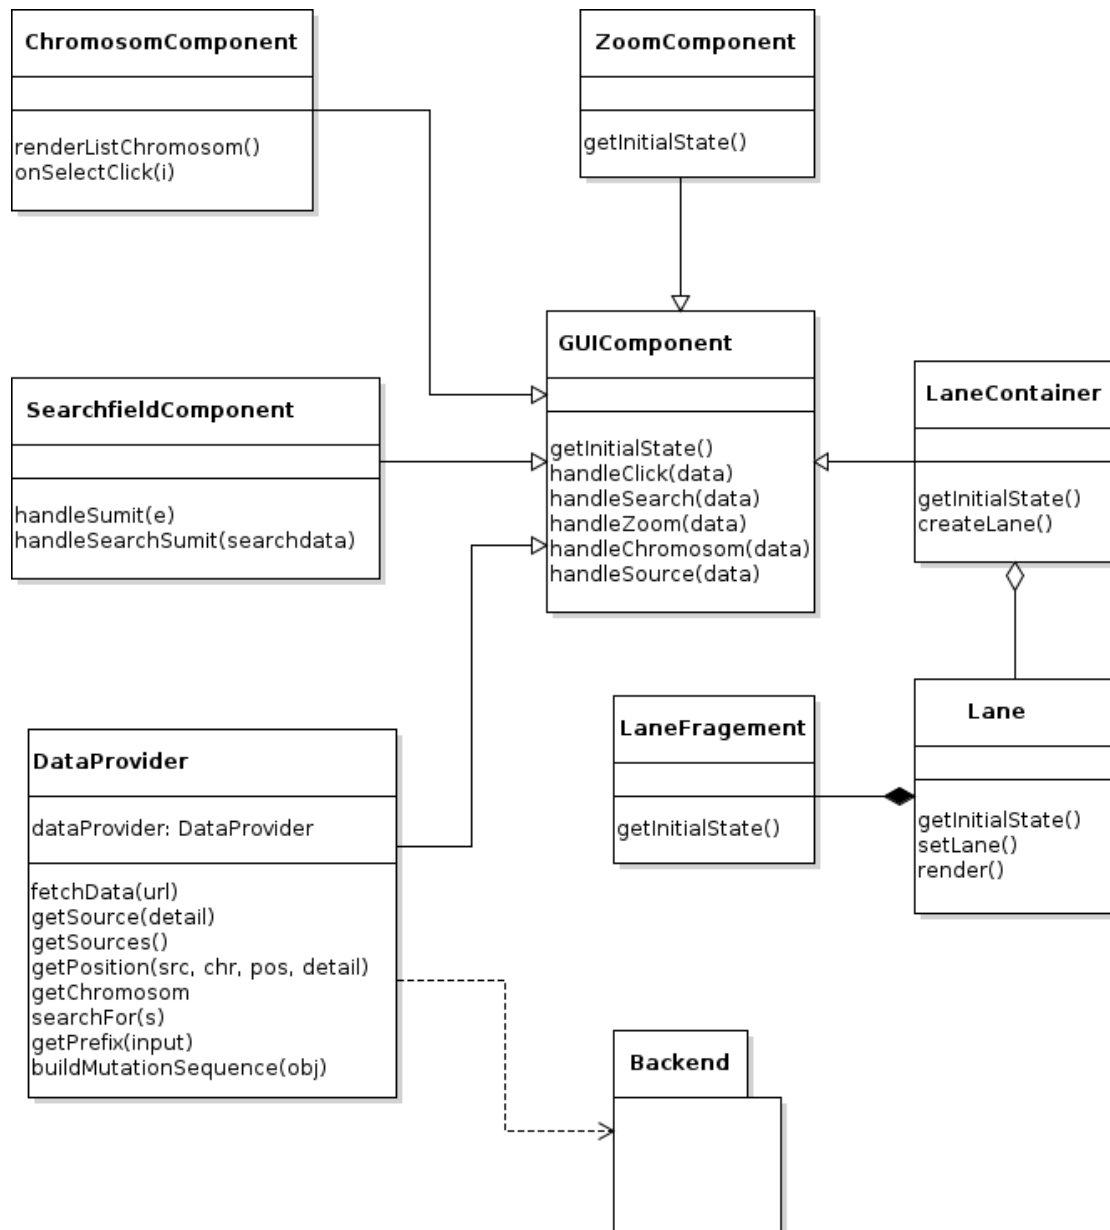 ChromosomComponent
renderListChromosom()
onSelectClick(i)
ZoomComponent
getInitialState()
GUIComponent
getInitialState()
handleClick(data)
handleSearch(data)
handleZoom(data)
handleChromosom(data)
handleSource(data)
LaneContainer
getInitialState()
createLane()
SearchfieldComponent
handleSumit(e)
handleSearchSumit(searchdata)
LaneFragement
getInitialState()
Lane
getInitialState()
setLane()
render()
DataProvider
dataProvider: DataProvider
fetchData(url)
getSource(detail)
getSources()
getPosition(src, chr, pos, detail)
getChromosom
searchFor(s)
getPrefix(input)
buildMutationSequence(obj)
Backend